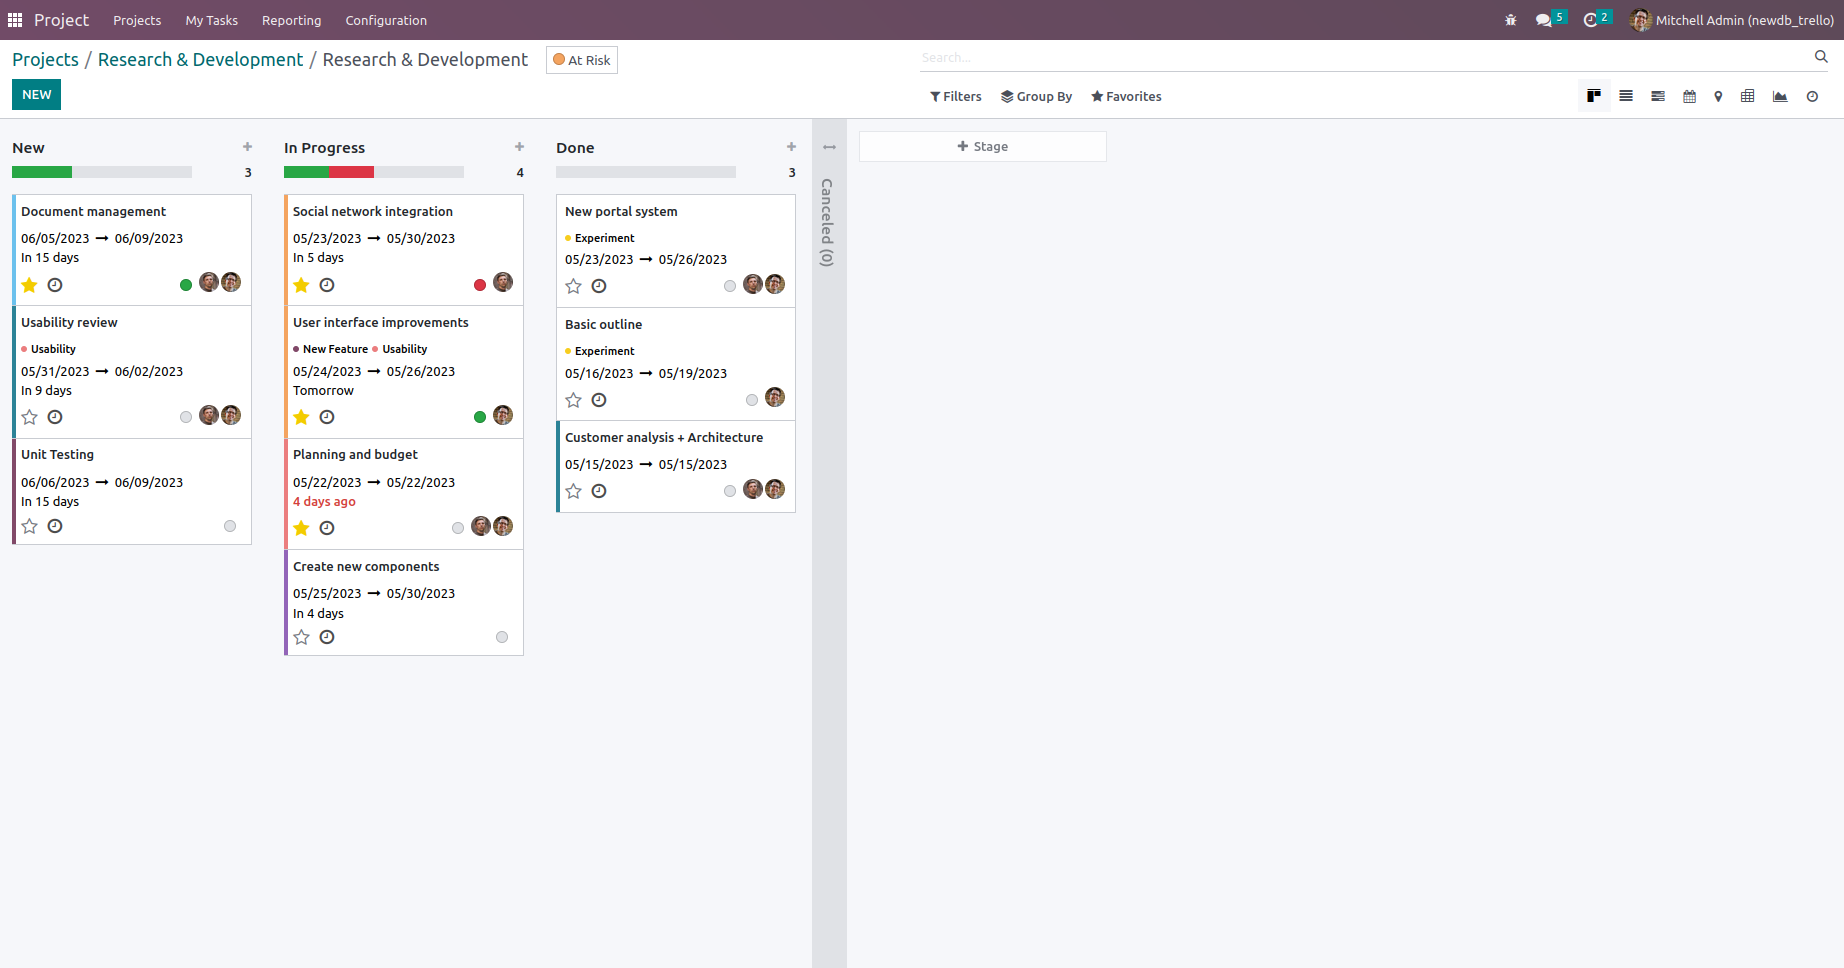 Project Projects My Tasks Reporting Configuration 5 2 Mitchell Admin (newdb_trello)
Projects / Research & Development / Research & Development At Risk
Search...
NEW
Filters Group By Favorites
New
3
Document management
06/05/2023 → 06/09/2023
In 15 days
Usability review
Usability
05/31/2023 → 06/02/2023
In 9 days
Unit Testing
06/06/2023 → 06/09/2023
In 15 days
In Progress
4
Social network integration
05/23/2023 → 05/30/2023
In 5 days
User interface improvements
New Feature Usability
05/24/2023 → 05/26/2023
Tomorrow
Planning and budget
05/22/2023 → 05/22/2023
4 days ago
Create new components
05/25/2023 → 05/30/2023
In 4 days
Done
3
New portal system
Experiment
05/23/2023 → 05/26/2023
Basic outline
Experiment
05/16/2023 → 05/19/2023
Customer analysis + Architecture
05/15/2023 → 05/15/2023
Canceled (0)
+ Stage